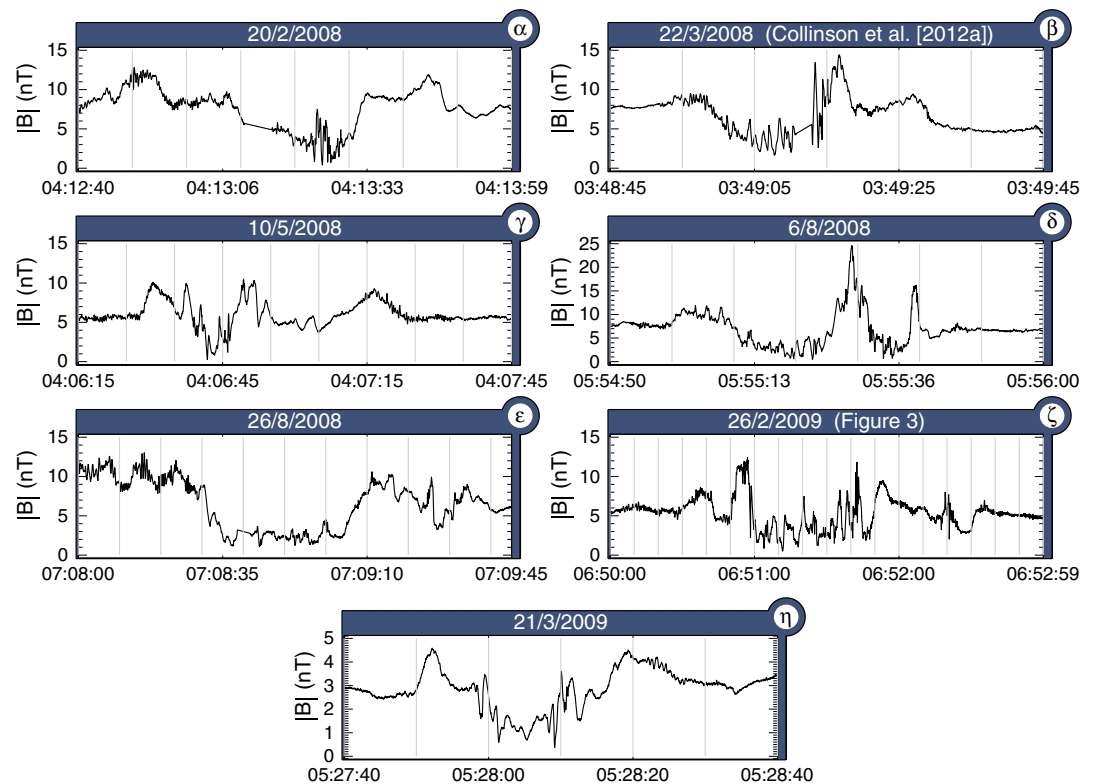 20/2/2008 α
|B| (nT)
15
10
5
0
04:12:40 04:13:06 04:13:33 04:13:59
22/3/2008 (Collinson et al. [2012a]) β
|B| (nT)
15
10
5
0
03:48:45 03:49:05 03:49:25 03:49:45
10/5/2008 γ
|B| (nT)
15
10
5
0
04:06:15 04:06:45 04:07:15 04:07:45
6/8/2008 δ
|B| (nT)
25
20
15
10
5
0
05:54:50 05:55:13 05:55:36 05:56:00
26/8/2008 ε
|B| (nT)
15
10
5
0
07:08:00 07:08:35 07:09:10 07:09:45
26/2/2009 (Figure 3) ζ
|B| (nT)
15
10
5
0
06:50:00 06:51:00 06:52:00 06:52:59
21/3/2009 η
|B| (nT)
5
4
3
2
1
0
05:27:40 05:28:00 05:28:20 05:28:40